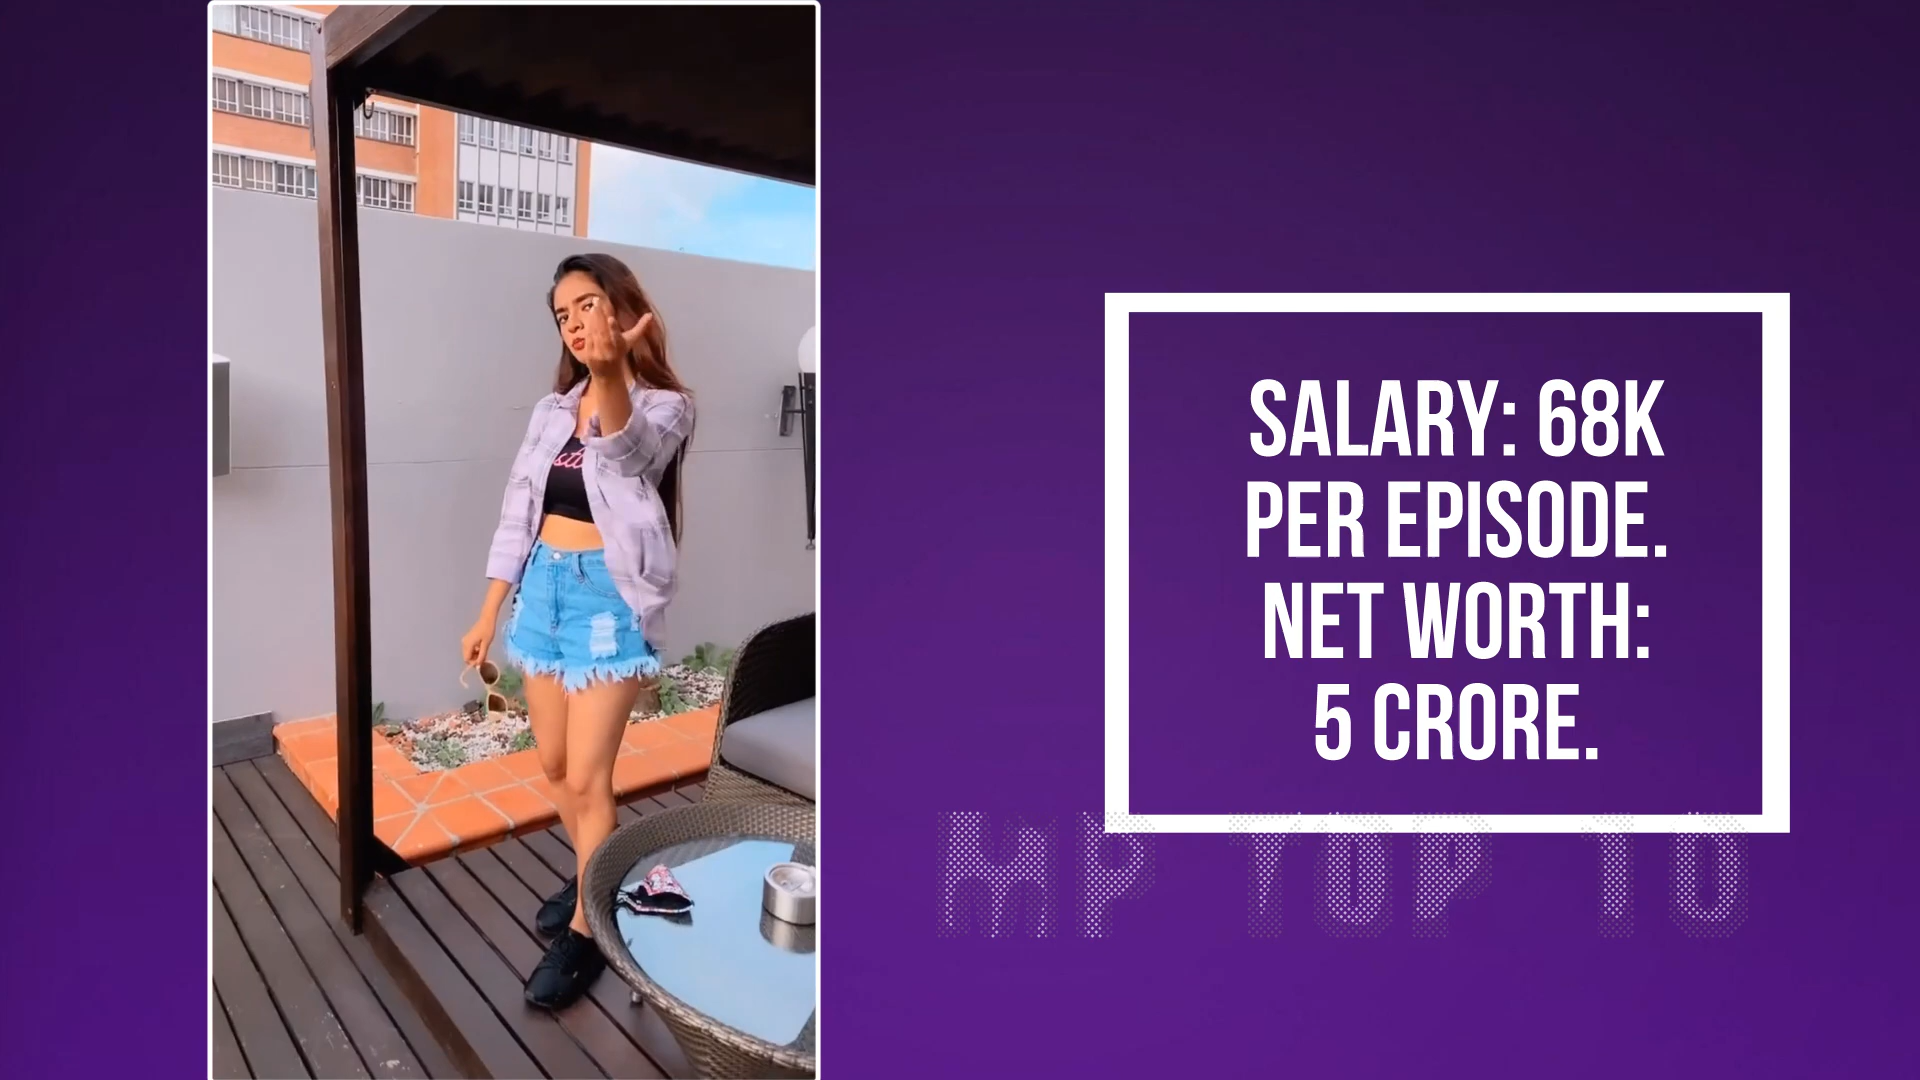 SALARY: 68K
PER EPISODE.
NET WORTH:
5 CRORE.
MP TOP 10